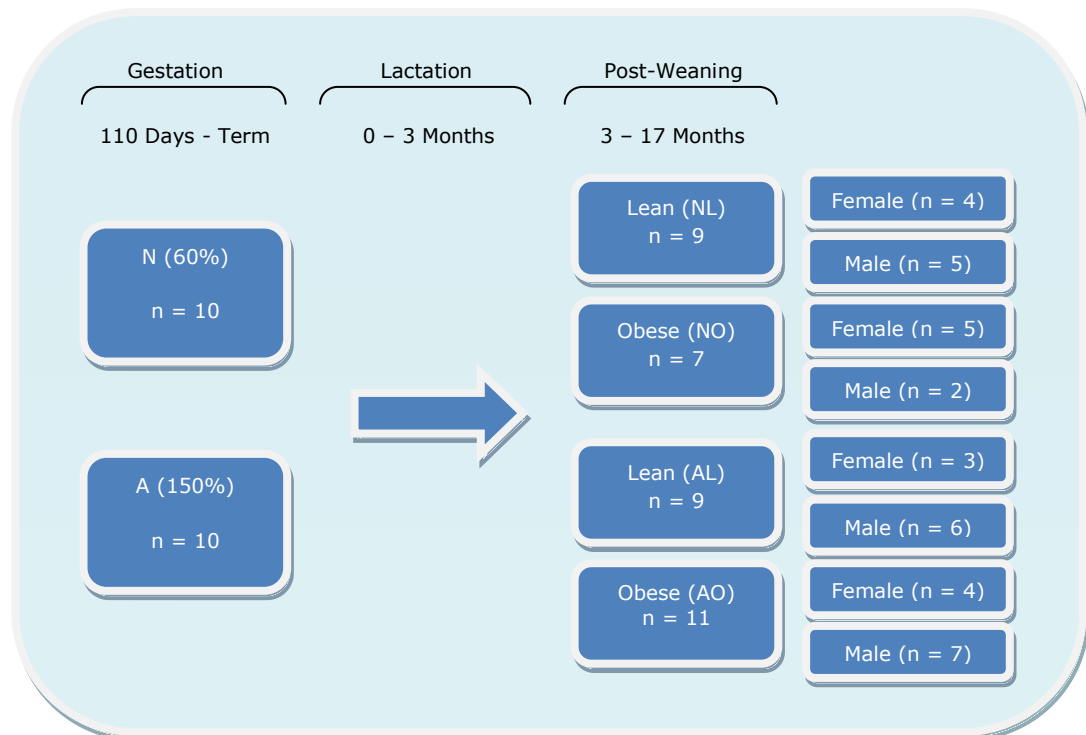 Gestation
Lactation
Post-Weaning
110 Days - Term
0 – 3 Months
3 – 17 Months
N (60%)
n = 10
A (150%)
n = 10
Lean (NL)
n = 9
Female (n = 4)
Male (n = 5)
Obese (NO)
n = 7
Female (n = 5)
Male (n = 2)
Lean (AL)
n = 9
Female (n = 3)
Male (n = 6)
Obese (AO)
n = 11
Female (n = 4)
Male (n = 7)